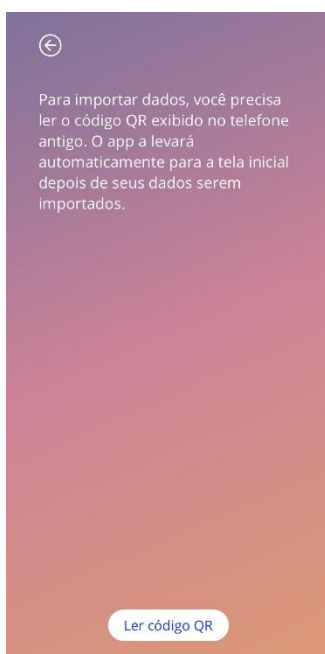 Para importar dados, você precisa
ler o código QR exibido no telefone
antigo. O app a levará
automaticamente para a tela inicial
depois de seus dados serem
importados.
Ler código QR